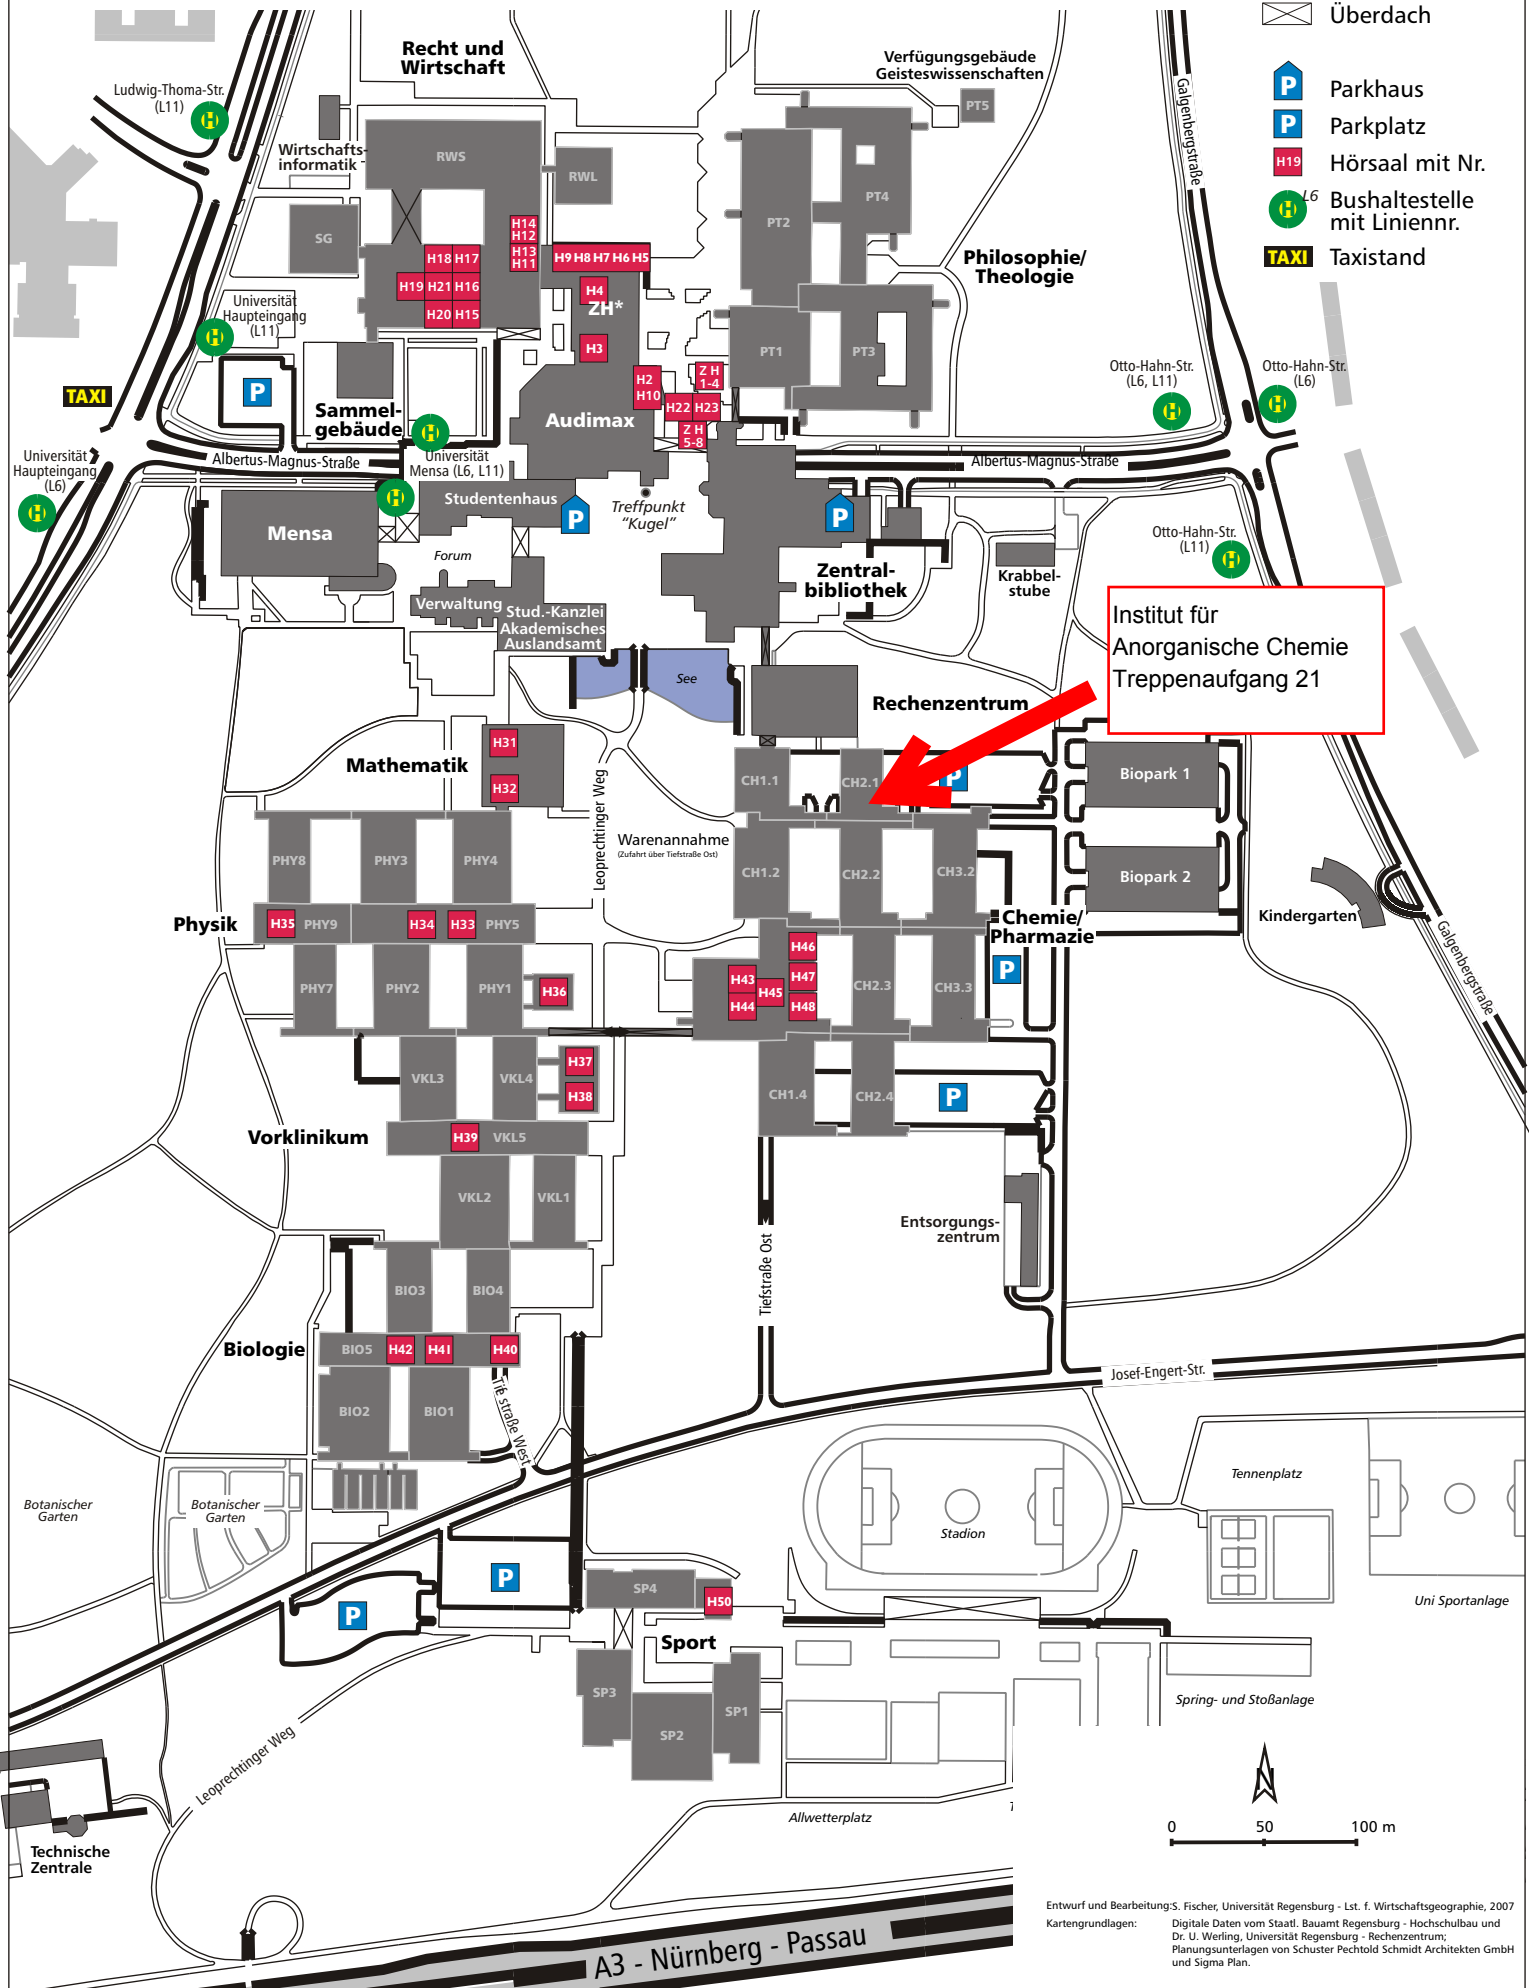 Überdach
P Parkhaus
P Parkplatz
H19 Hörsaal mit Nr.
H L6 Bushaltestelle
mit Liniennr.
TAXI Taxistand
Recht und
Wirtschaft
Verfügungsgebäude
Geisteswissenschaften
PT5
Ludwig-Thoma-Str.
(L11)
H
Galgenbergstraße
Wirtschafts-
informatik
RWS
RWL
PT4
PT2
SG
H14
H12
H13
H11
H9 H8 H7 H6 H5
H18 H17
H19 H21 H16
H20 H15
H4
ZH*
H3
Philosophie/
Theologie
Universität
Haupteingang
(L11)
H
PT1
PT3
P
TAXI
H2
H10
Z H
1-4
H22 H23
Z H
5-8
Otto-Hahn-Str.
(L6, L11)
H
Otto-Hahn-Str.
(L6)
H
Sammel-
gebäude
Audimax
H
Universität
Mensa (L6, L11)
H
Albertus-Magnus-Straße
Albertus-Magnus-Straße
Universität
Haupteingang
(L6)
H
Studentenhaus
P
Treffpunkt
"Kugel"
P
Mensa
Forum
Otto-Hahn-Str.
(L11)
H
Zentral-
bibliothek
Krabbel-
stube
Verwaltung
Stud.-Kanzlei
Akademisches
Auslandsamt
Institut für
Anorganische Chemie
Treppenaufgang 21
See
Rechenzentrum
H31
Mathematik
H32
Leoprechtinger Weg
CH1.1
CH2.1
P
Biopark 1
Warenannahme
(Zufahrt über Tiefstraße Ost)
PHY8
PHY3
PHY4
CH1.2
CH2.2
CH3.2
Biopark 2
Kindergarten
Physik
H35
PHY9
H34
H33
PHY5
Chemie/
Pharmazie
Galgenbergstraße
H46
H43
H45
H47
H44
H48
CH2.3
CH3.3
P
PHY7
PHY2
PHY1
H36
VKL3
VKL4
H37
H38
CH1.4
CH2.4
P
Vorklinikum
H39
VKL5
VKL2
VKL1
Entsorgungs-
zentrum
Tiefstraße Ost
BIO3
BIO4
Biologie
BIO5
H42
H41
H40
Josef-Engert-Str.
BIO2
BIO1
Tiefstraße West
Botanischer
Garten
Botanischer
Garten
Stadion
Tennenplatz
Uni Sportanlage
P
P
SP4
H50
Sport
SP3
SP2
SP1
Spring- und Stoßanlage
Leoprechtinger Weg
Allwetterplatz
Technische
Zentrale
0 50 100 m
A3 - Nürnberg - Passau
Entwurf und Bearbeitung: S. Fischer, Universität Regensburg - Lst. f. Wirtschaftsgeographie, 2007
Kartengrundlagen: Digitale Daten vom Staatl. Bauamt Regensburg - Hochschulbau und
Dr. U. Werling, Universität Regensburg - Rechenzentrum;
Planungsunterlagen von Schuster Pechtold Schmidt Architekten GmbH
und Sigma Plan.